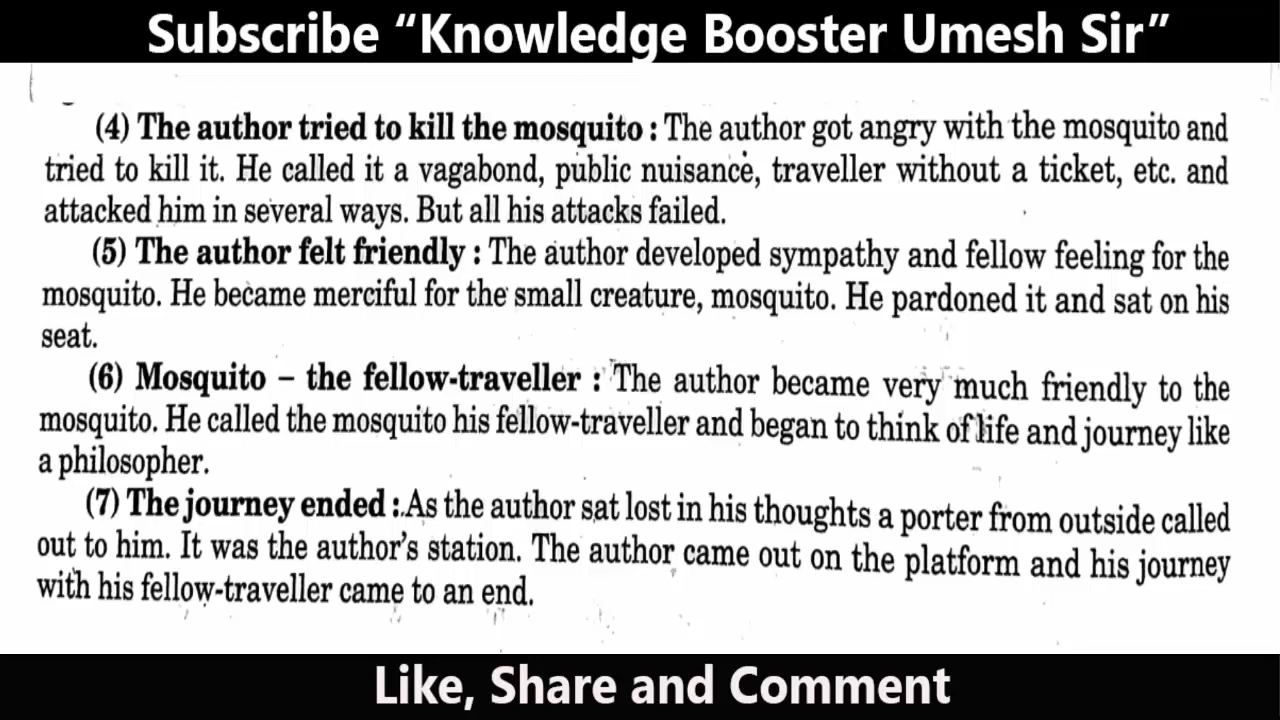 Subscribe “Knowledge Booster Umesh Sir”
(4) The author tried to kill the mosquito : The author got angry with the mosquito and
tried to kill it. He called it a vagabond, public nuisance, traveller without a ticket, etc. and
attacked him in several ways. But all his attacks failed.
(5) The author felt friendly : The author developed sympathy and fellow feeling for the
mosquito. He became merciful for the small creature, mosquito. He pardoned it and sat on his
seat.
(6) Mosquito – the fellow-traveller : The author became very much friendly to the
mosquito. He called the mosquito his fellow-traveller and began to think of life and journey like
a philosopher.
(7) The journey ended : As the author sat lost in his thoughts a porter from outside called
out to him. It was the author’s station. The author came out on the platform and his journey
with his fellow-traveller came to an end.
Like, Share and Comment